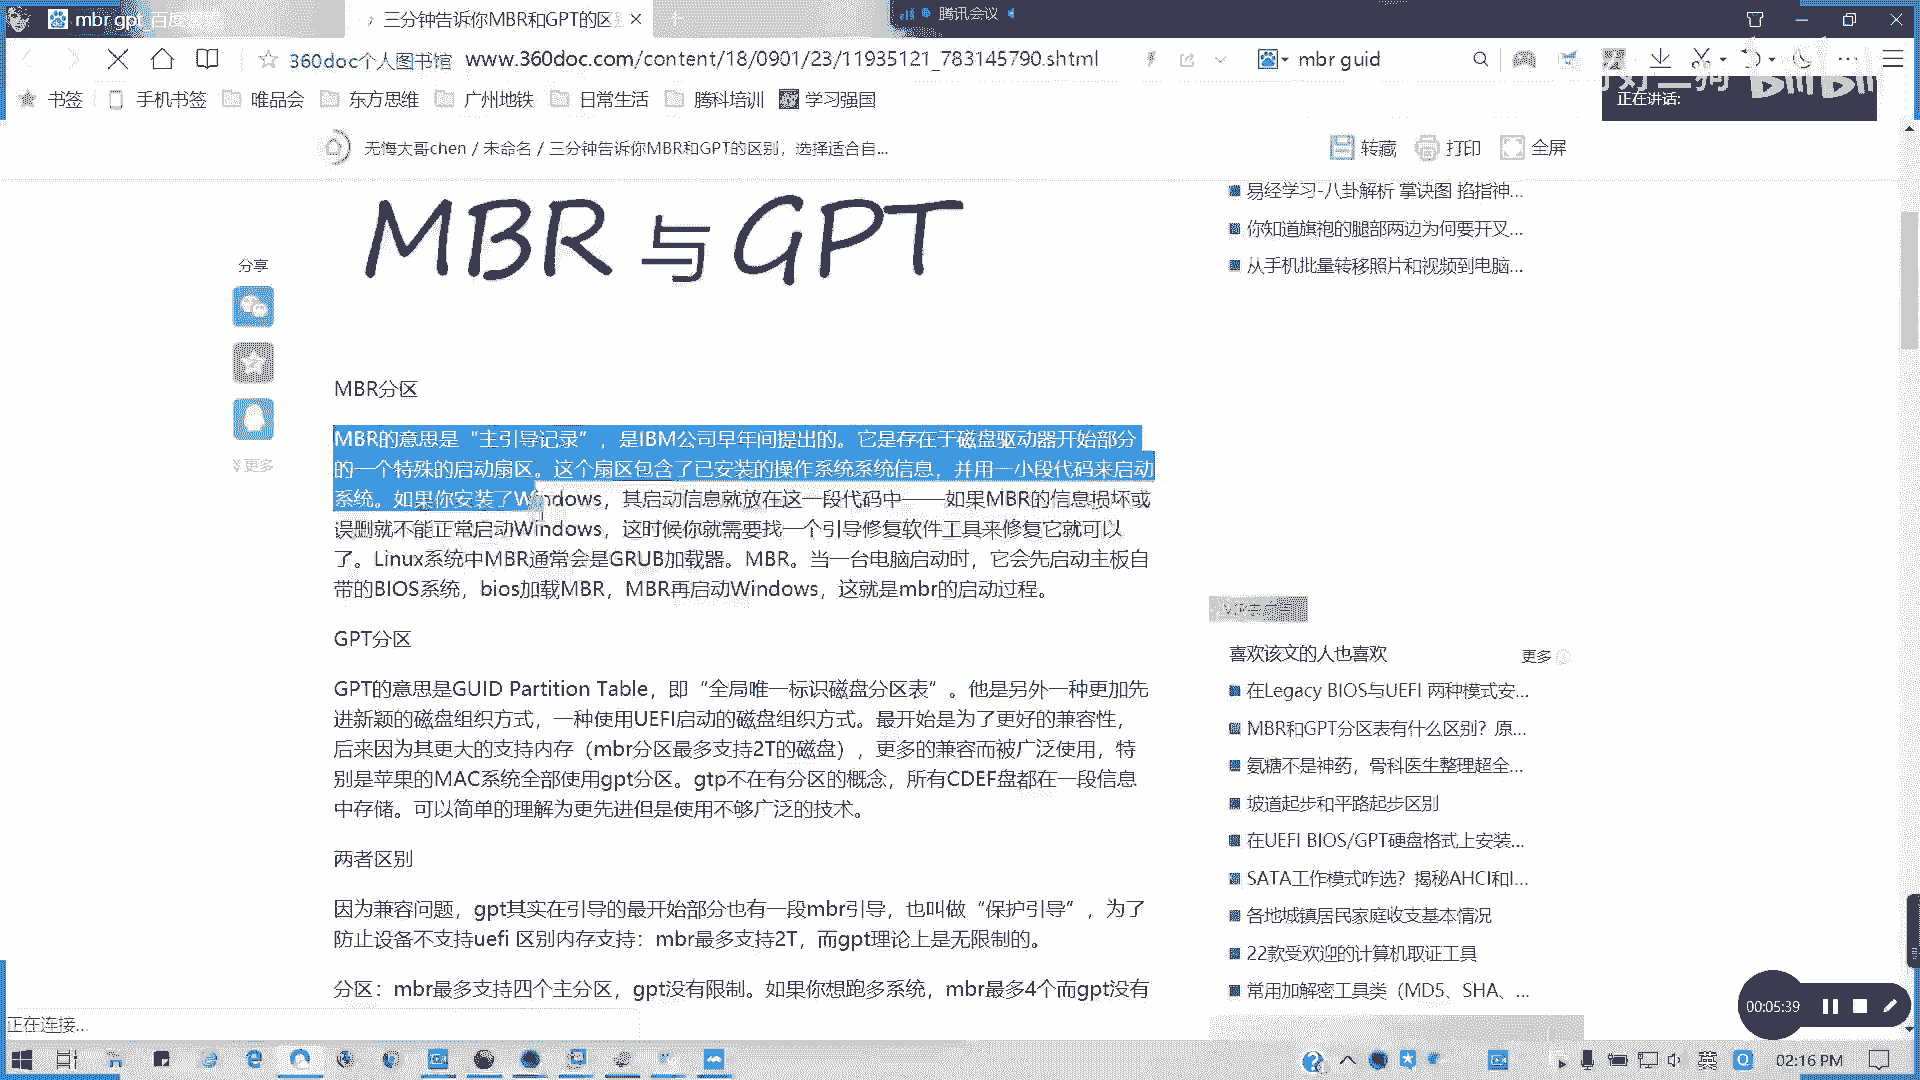 mbr gpt_百度
三分钟告诉你MBR和GPT的区
腾讯会议
360doc个人图书馆
www.360doc.com/content/18/0901/23/11935121_783145790.shtml
mbr guid
书签
手机书签
唯品会
东方思维
广州地铁
日常生活
腾科培训
学习强国
正在讲话:
bilibili
无悔大哥chen / 未命名 / 三分钟告诉你MBR和GPT的区别，选择适合自...
转藏
打印
全屏
MBR与GPT
分享
更多
MBR分区
MBR的意思是“主引导记录”，是IBM公司早年间提出的。它是存在于磁盘驱动器开始部分
的一个特殊的启动扇区。这个扇区包含了已安装的操作系统系统信息，并用一小段代码来启动
系统。如果你安装了Windows，其启动信息就放在这一段代码中——如果MBR的信息损坏或
误删就不能正常启动Windows，这时候你就需要找一个引导修复软件工具来修复它就可以
了。Linux系统中MBR通常会是GRUB加载器。MBR。当一台电脑启动时，它会先启动主板自
带的BIOS系统，bios加载MBR，MBR再启动Windows，这就是mbr的启动过程。
GPT分区
GPT的意思是GUID Partition Table，即“全局唯一标识磁盘分区表”。他是另外一种更加先
进新颖的磁盘组织方式，一种使用UEFI启动的磁盘组织方式。最开始是为了更好的兼容性，
后来因为其更大的支持内存（mbr分区最多支持2T的磁盘），更多的兼容而被广泛使用，特
别是苹果的MAC系统全部使用gpt分区。gtp不在有分区的概念，所有CDEF盘都在一段信息
中存储。可以简单的理解为更先进但是使用不够广泛的技术。
两者区别
因为兼容问题，gpt其实在引导的最开始部分也有一段mbr引导，也叫做“保护引导”，为了
防止设备不支持uefi 区别内存支持：mbr最多支持2T，而gpt理论上是无限制的。
分区：mbr最多支持四个主分区，gpt没有限制。如果你想跑多系统，mbr最多4个而gpt没有
易经学习-八卦解析 掌诀图 掐指神...
你知道旗袍的腿部两边为何要开叉...
从手机批量转移照片和视频到电脑...
喜欢该文的人也喜欢
更多
在Legacy BIOS与UEFI 两种模式安...
MBR和GPT分区表有什么区别？原...
氨糖不是神药，骨科医生整理超全...
坡道起步和平路起步区别
在UEFI BIOS/GPT硬盘格式上安装...
SATA工作模式咋选？揭秘AHCI和I...
各地城镇居民家庭收支基本情况
22款受欢迎的计算机取证工具
常用加解密工具类（MD5、SHA、...
00:05:39
正在连接...
英
02:16 PM